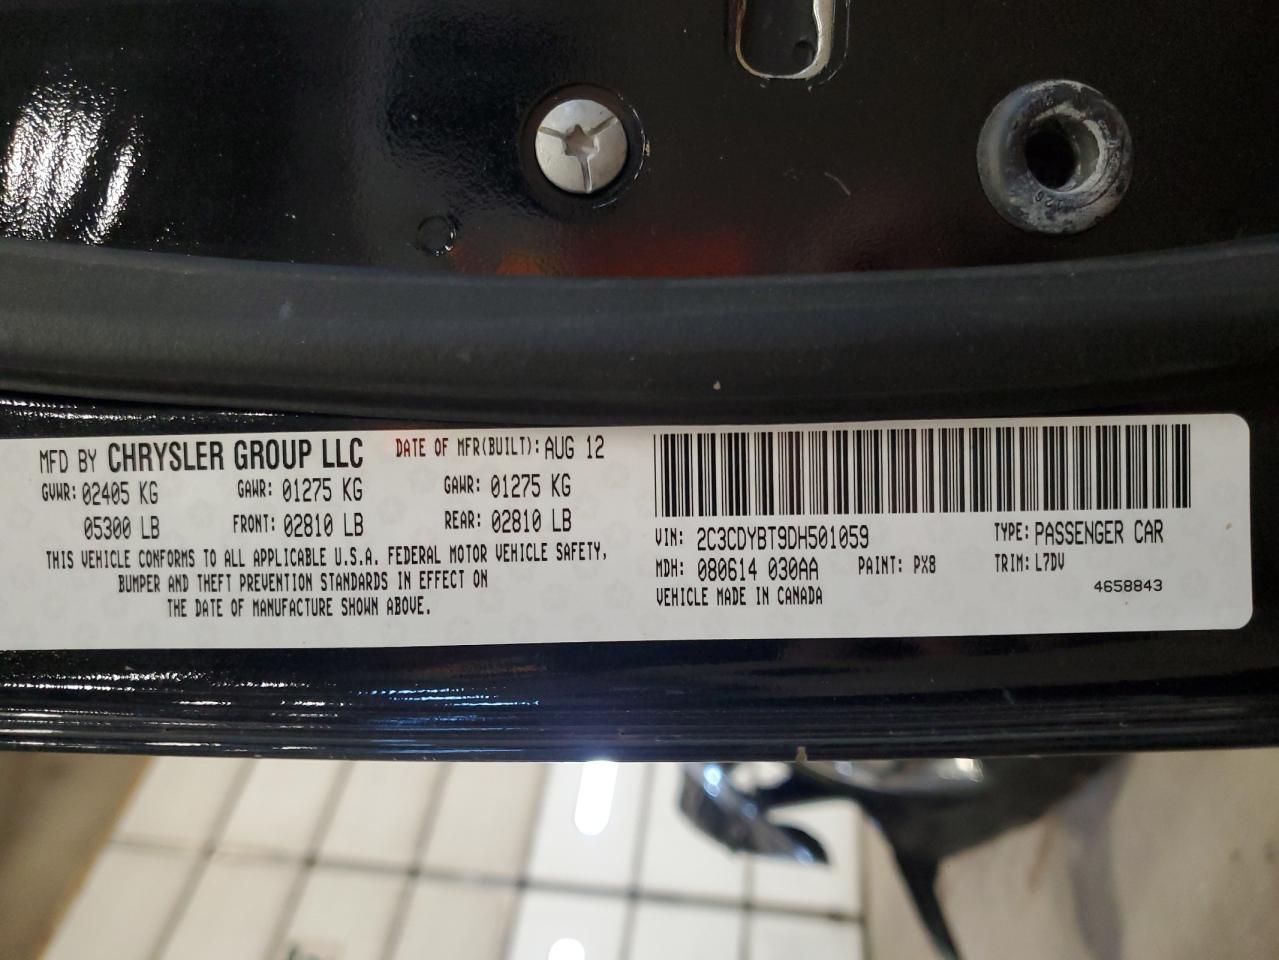 MFD BY CHRYSLER GROUP LLC DATE OF MFR(BUILT): AUG 12
GVWR: 02405 KG GAWR: 01275 KG GAWR: 01275 KG
05300 LB FRONT: 02810 LB REAR: 02810 LB
THIS VEHICLE CONFORMS TO ALL APPLICABLE U.S.A. FEDERAL MOTOR VEHICLE SAFETY,
BUMPER AND THEFT PREVENTION STANDARDS IN EFFECT ON
THE DATE OF MANUFACTURE SHOWN ABOVE.
VIN: 2C3CDYBT9DH501059 TYPE: PASSENGER CAR
MDH: 080614 030AA PAINT: PX8 TRIM: L7DV
VEHICLE MADE IN CANADA 4658843